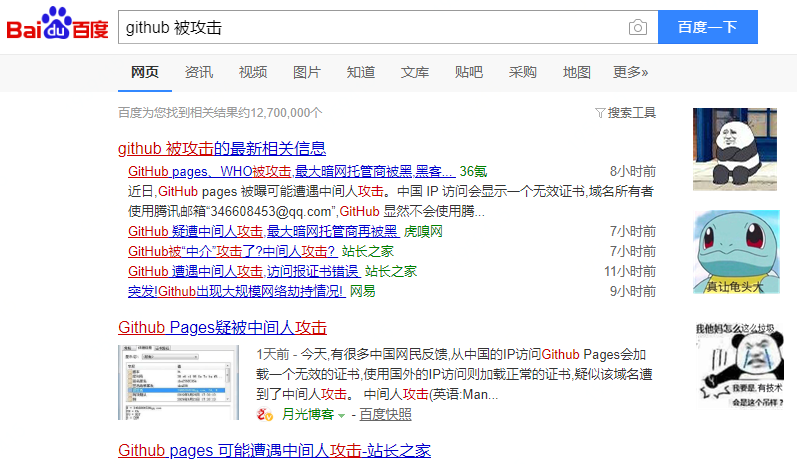 Bai du 百度
github 被攻击
百度一下
网页 资讯 视频 图片 知道 文库 贴吧 采购 地图 更多»
百度为您找到相关结果约12,700,000个
搜索工具
github 被攻击的最新相关信息
GitHub pages、WHO被攻击,最大暗网托管商被黑,黑客... 36氪 8小时前
近日,GitHub pages 被曝可能遭遇中间人攻击。中国 IP 访问会显示一个无效证书,域名所有者
使用腾讯邮箱“346608453@qq.com”,GitHub 显然不会使用腾...
GitHub 疑遭中间人攻击,最大暗网托管商再被黑 虎嗅网 7小时前
GitHub被“中介”攻击了?中间人攻击? 站长之家 7小时前
GitHub 遭遇中间人攻击,访问报证书错误 站长之家 11小时前
突发!Github出现大规模网络劫持情况! 网易 9小时前
Github Pages疑被中间人攻击
1天前 - 今天,有很多中国网民反馈,从中国的IP访问Github Pages会加
载一个无效的证书,使用国外的IP访问则加载正常的证书,疑似该域名遭
到了中间人攻击。 中间人攻击(英语:Man...
月光博客 - 百度快照
Github pages 可能遭遇中间人攻击-站长之家
真让龟头大
我他妈怎么这么垃圾
我要是,有技术
会是这个吊样?